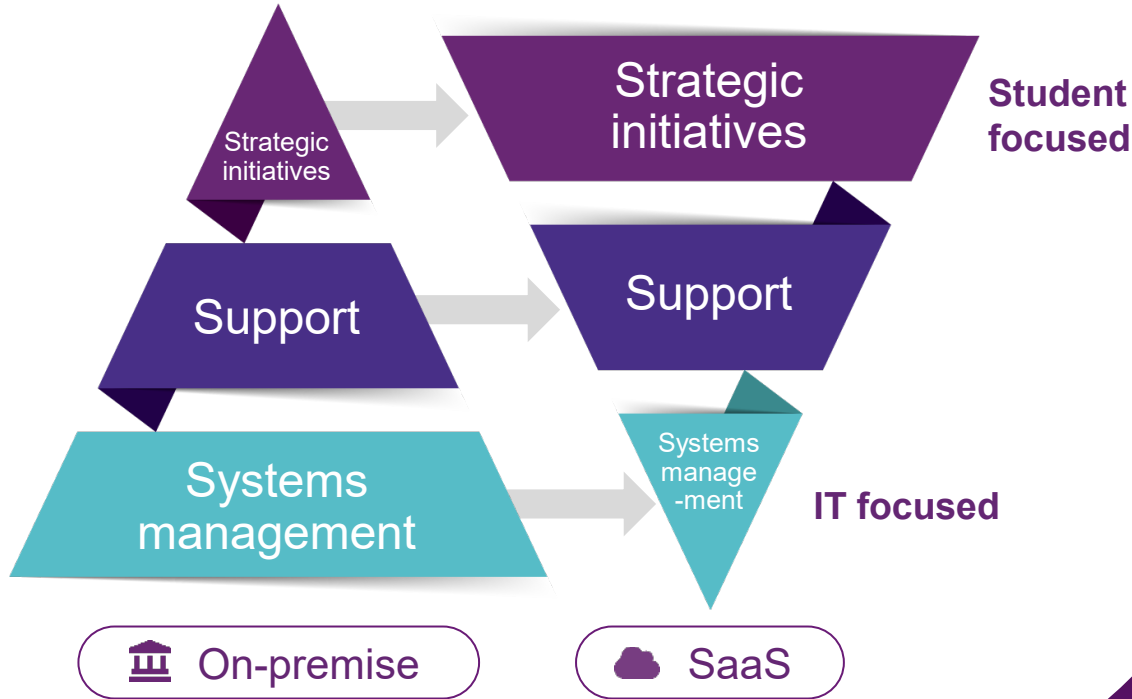 Strategic
initiatives
Support
Systems
management
On-premise
Strategic
initiatives
Student
focused
Support
Systems
manage
-ment
IT focused
SaaS